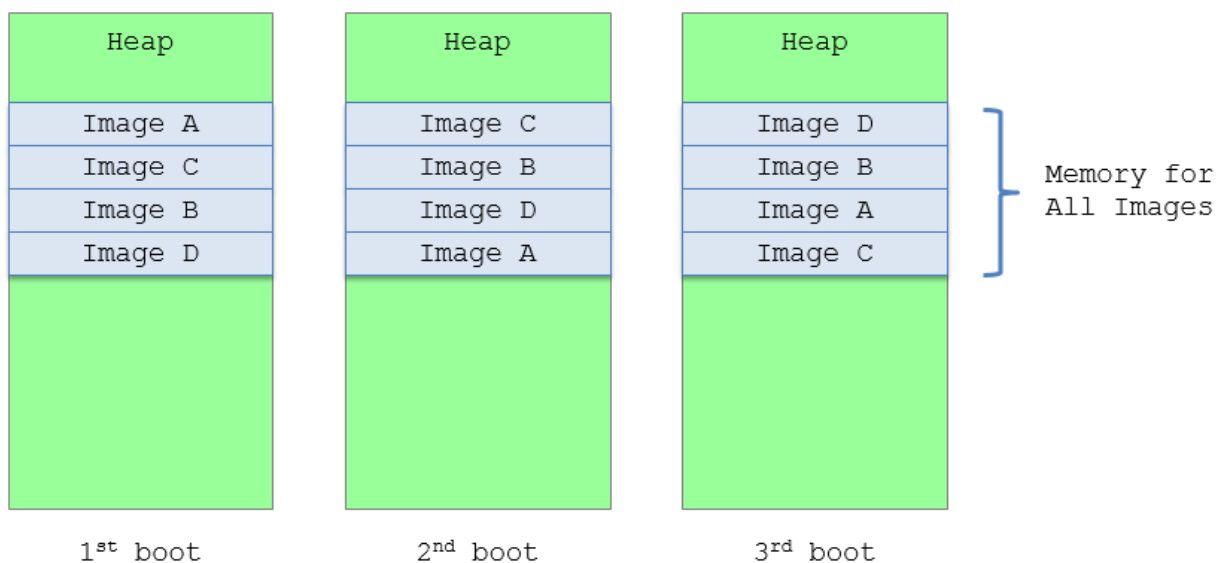 Heap
Image A
Image C
Image B
Image D
1st boot
Heap
Image C
Image B
Image D
Image A
2nd boot
Heap
Image D
Image B
Image A
Image C
3rd boot
Memory for
All Images